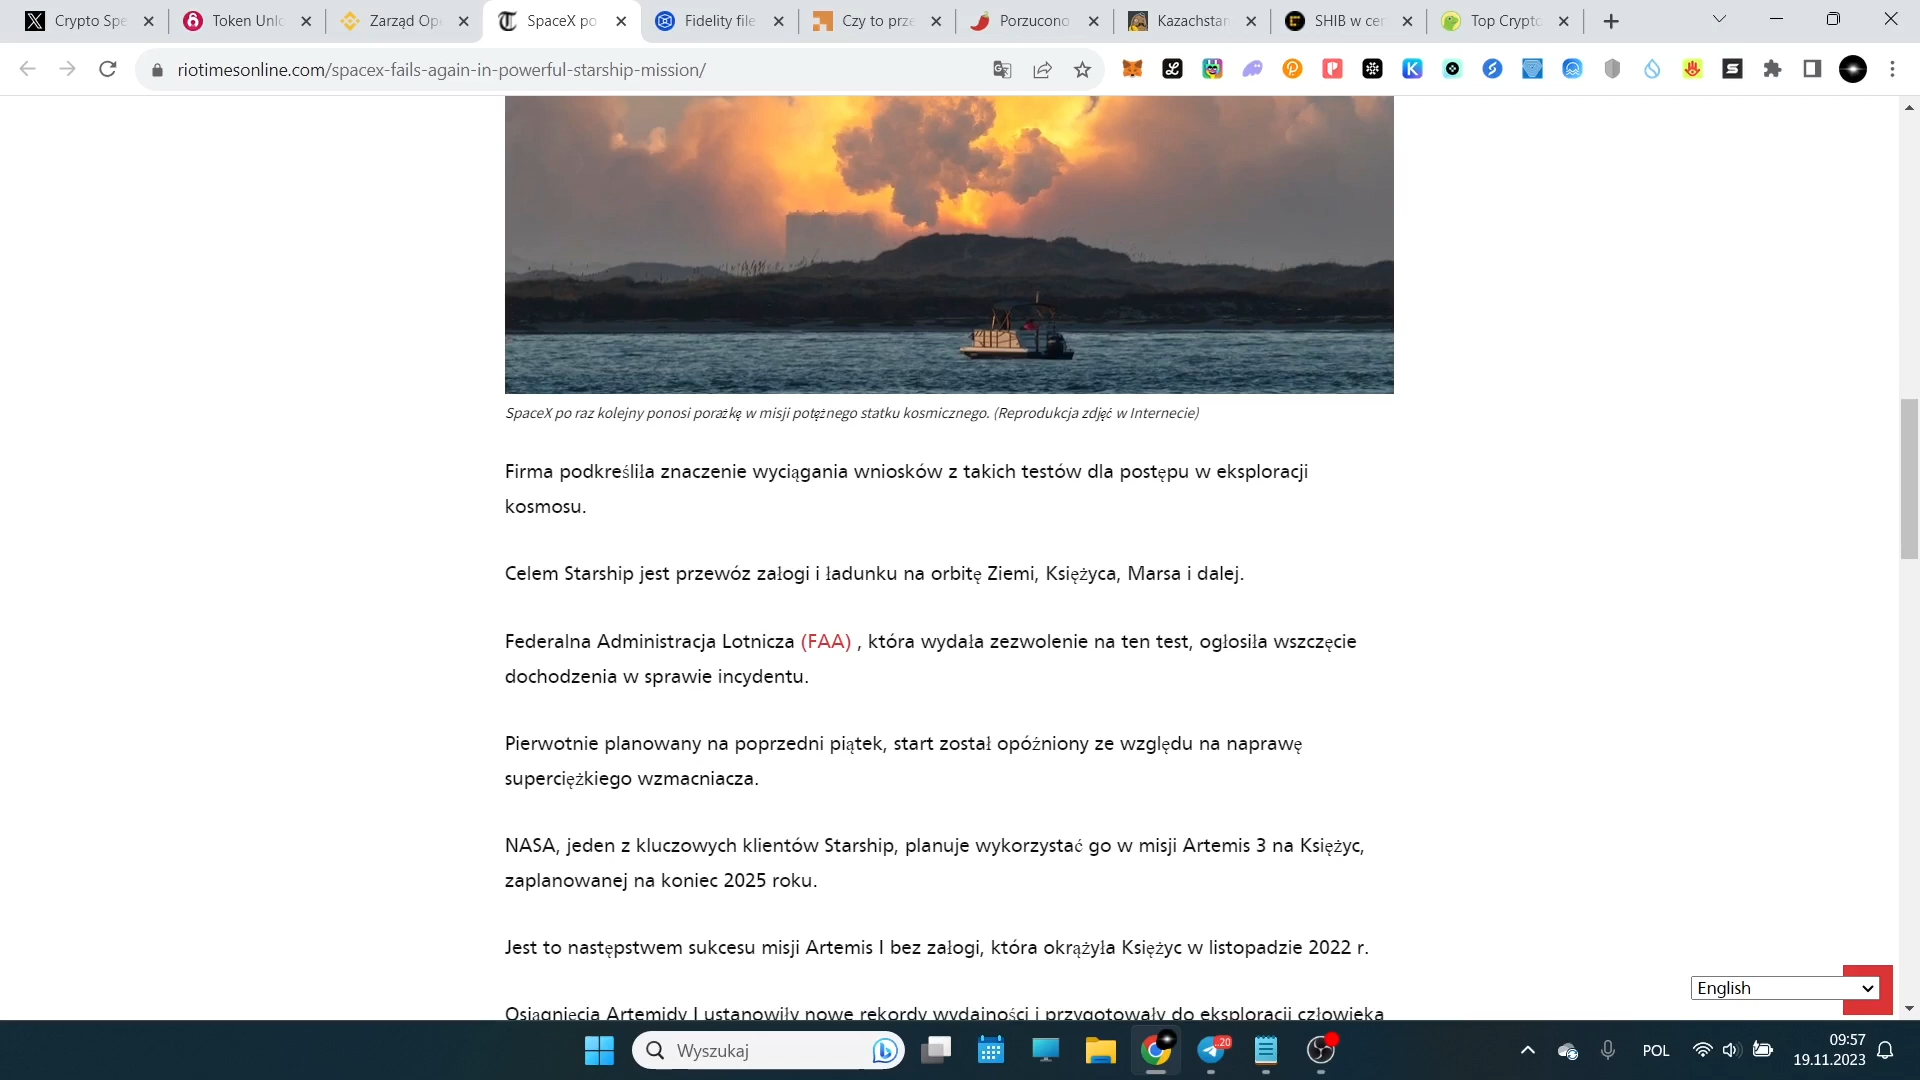 Crypto Spe
Token Unlo
Zarząd Ope
SpaceX po
Fidelity file
Czy to prze
Porzucono
Kazachstan
SHIB w cen
Top Crypto
riotimesonline.com/spacex-fails-again-in-powerful-starship-mission/
SpaceX po raz kolejny ponosi porażkę w misji potężnego statku kosmicznego. (Reprodukcja zdjęć w Internecie)
Firma podkreśliła znaczenie wyciągania wniosków z takich testów dla postępu w eksploracji
kosmosu.
Celem Starship jest przewóz załogi i ładunku na orbitę Ziemi, Księżyca, Marsa i dalej.
Federalna Administracja Lotnicza (FAA) , która wydała zezwolenie na ten test, ogłosiła wszczęcie
dochodzenia w sprawie incydentu.
Pierwotnie planowany na poprzedni piątek, start został opóźniony ze względu na naprawę
superciężkiego wzmacniacza.
NASA, jeden z kluczowych klientów Starship, planuje wykorzystać go w misji Artemis 3 na Księżyc,
zaplanowanej na koniec 2025 roku.
Jest to następstwem sukcesu misji Artemis I bez załogi, która okrążyła Księżyc w listopadzie 2022 r.
English
Osiągnięcia Artemidy I ustanowiły nowe rekordy wydajności i przygotowały do eksploracji człowieka
Wyszukaj
20
POL
09:57
19.11.2023